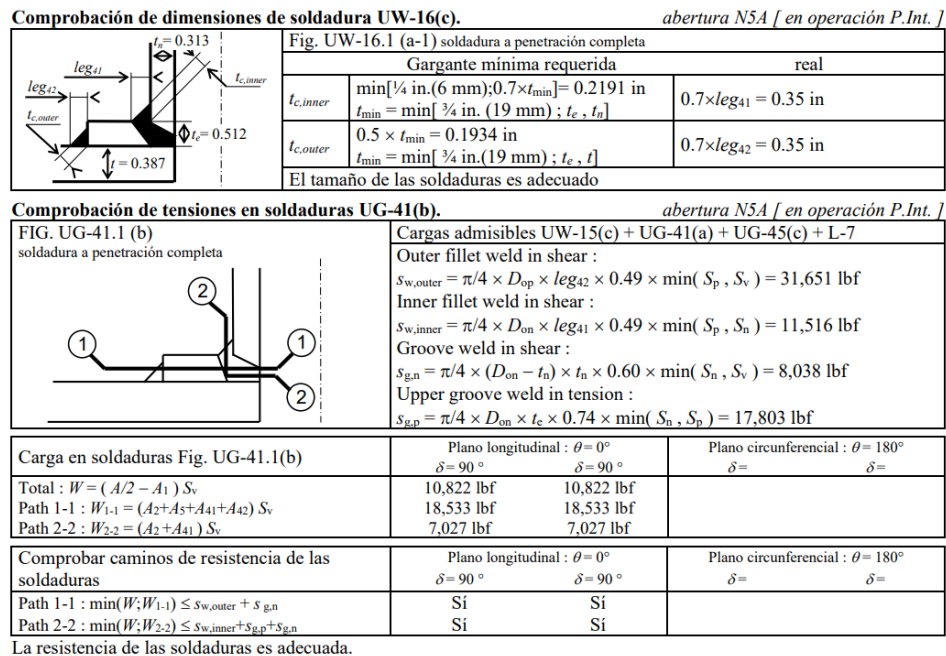 Comprobación de dimensiones de soldadura UW-16(c). abertura N5A [ en operación P.Int. ]
tn= 0.313
leg41
leg42
tc,inner
tc,outer
te= 0.512
t = 0.387
Fig. UW-16.1 (a-1) soldadura a penetración completa
Gargante mínima requerida real
tc,inner min[¼ in.(6 mm);0.7×tmin]= 0.2191 in 0.7×leg41 = 0.35 in
tmin = min[ ¾ in. (19 mm) ; te , tn]
tc,outer 0.5 × tmin = 0.1934 in 0.7×leg42 = 0.35 in
tmin = min[ ¾ in.(19 mm) ; te , t]
El tamaño de las soldaduras es adecuado
Comprobación de tensiones en soldaduras UG-41(b). abertura N5A [ en operación P.Int. ]
FIG. UG-41.1 (b)
soldadura a penetración completa
2
1 1
2
Cargas admisibles UW-15(c) + UG-41(a) + UG-45(c) + L-7
Outer fillet weld in shear :
sw,outer = π/4 × Dop × leg42 × 0.49 × min( Sp , Sv ) = 31,651 lbf
Inner fillet weld in shear :
sw,inner = π/4 × Don × leg41 × 0.49 × min( Sp , Sn ) = 11,516 lbf
Groove weld in shear :
sg,n = π/4 × (Don − tn) × tn × 0.60 × min( Sn , Sv ) = 8,038 lbf
Upper groove weld in tension :
sg,p = π/4 × Don × te × 0.74 × min( Sn , Sp ) = 17,803 lbf
Carga en soldaduras Fig. UG-41.1(b) Plano longitudinal : θ= 0° Plano circunferencial : θ= 180°
δ= 90 ° δ= 90 ° δ= δ=
Total : W = ( A/2 − A1 ) Sv 10,822 lbf 10,822 lbf
Path 1-1 : W1-1 = (A2+A5+A41+A42) Sv 18,533 lbf 18,533 lbf
Path 2-2 : W2-2 = (A2 +A41 ) Sv 7,027 lbf 7,027 lbf
Comprobar caminos de resistencia de las soldaduras Plano longitudinal : θ= 0° Plano circunferencial : θ= 180°
δ= 90 ° δ= 90 ° δ= δ=
Path 1-1 : min(W;W1-1) ≤ sw,outer + s g,n Sí Sí
Path 2-2 : min(W;W2-2) ≤ sw,inner+sg,p+sg,n Sí Sí
La resistencia de las soldaduras es adecuada.